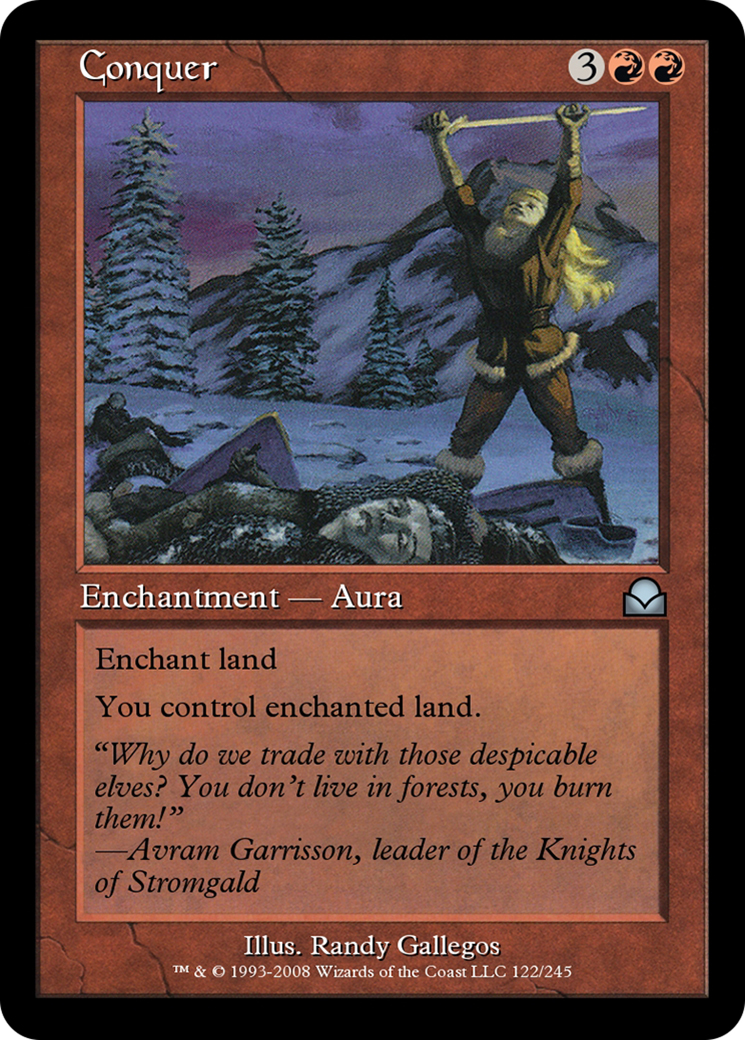 Conquer
3
Enchantment — Aura
Enchant land
You control enchanted land.
“Why do we trade with those despicable
elves? You don’t live in forests, you burn
them!”
—Avram Garrisson, leader of the Knights
of Stromgald
Illus. Randy Gallegos
™ & © 1993-2008 Wizards of the Coast LLC 122/245